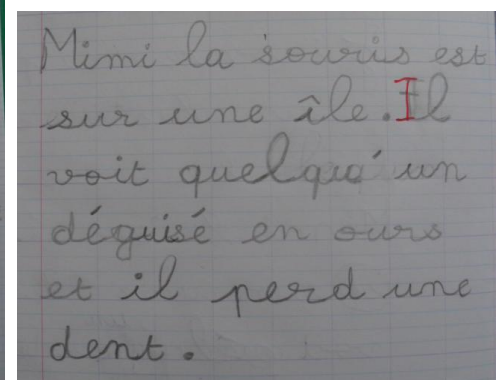 Mimi la souris est
sur une île. Il
voit quelqu'un
déguisé en ours
et il perd une
dent.